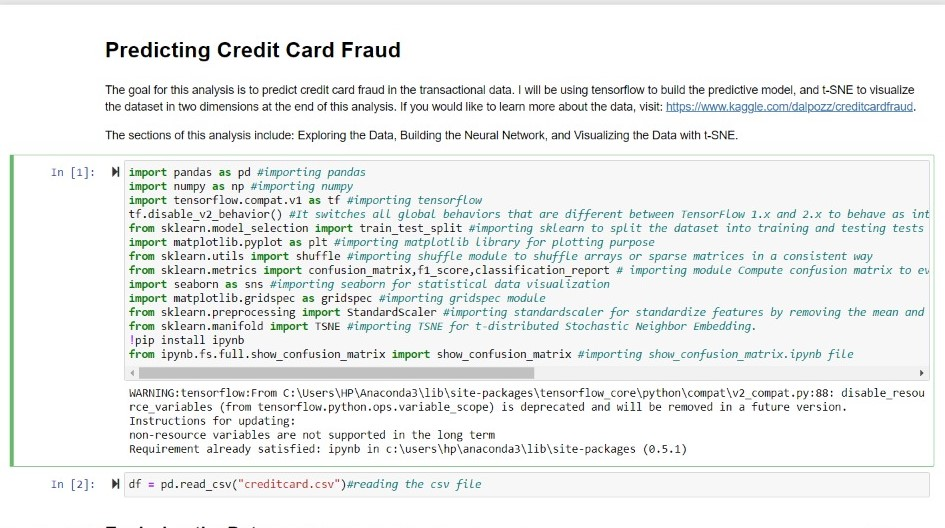 Predicting Credit Card Fraud
The goal for this analysis is to predict credit card fraud in the transactional data. I will be using tensorflow to build the predictive model, and t-SNE to visualize
the dataset in two dimensions at the end of this analysis. If you would like to learn more about the data, visit: https://www.kaggle.com/dalpozz/creditcardfraud.
The sections of this analysis include: Exploring the Data, Building the Neural Network, and Visualizing the Data with t-SNE.
In [1]: import pandas as pd #importing pandas
import numpy as np #importing numpy
import tensorflow.compat.v1 as tf #importing tensorflow
tf.disable_v2_behavior() #It switches all global behaviors that are different between TensorFlow 1.x and 2.x to behave as int
from sklearn.model_selection import train_test_split #importing sklearn to split the dataset into training and testing tests
import matplotlib.pyplot as plt #importing matplotlib library for plotting purpose
from sklearn.utils import shuffle #importing shuffle module to shuffle arrays or sparse matrices in a consistent way
from sklearn.metrics import confusion_matrix,f1_score,classification_report # importing module Compute confusion matrix to ev
import seaborn as sns #importing seaborn for statistical data visualization
import matplotlib.gridspec as gridspec #importing gridspec module
from sklearn.preprocessing import StandardScaler #importing standardscaler for standardize features by removing the mean and
from sklearn.manifold import TSNE #importing TSNE for t-distributed Stochastic Neighbor Embedding.
!pip install ipynb
from ipynb.fs.full.show_confusion_matrix import show_confusion_matrix #importing show_confusion_matrix.ipynb file
WARNING:tensorflow:From C:\Users\HP\Anaconda3\lib\site-packages\tensorflow_core\python\compat\v2_compat.py:88: disable_resou
rce_variables (from tensorflow.python.ops.variable_scope) is deprecated and will be removed in a future version.
Instructions for updating:
non-resource variables are not supported in the long term
Requirement already satisfied: ipynb in c:\users\hp\anaconda3\lib\site-packages (0.5.1)
In [2]: df = pd.read_csv("creditcard.csv")#reading the csv file